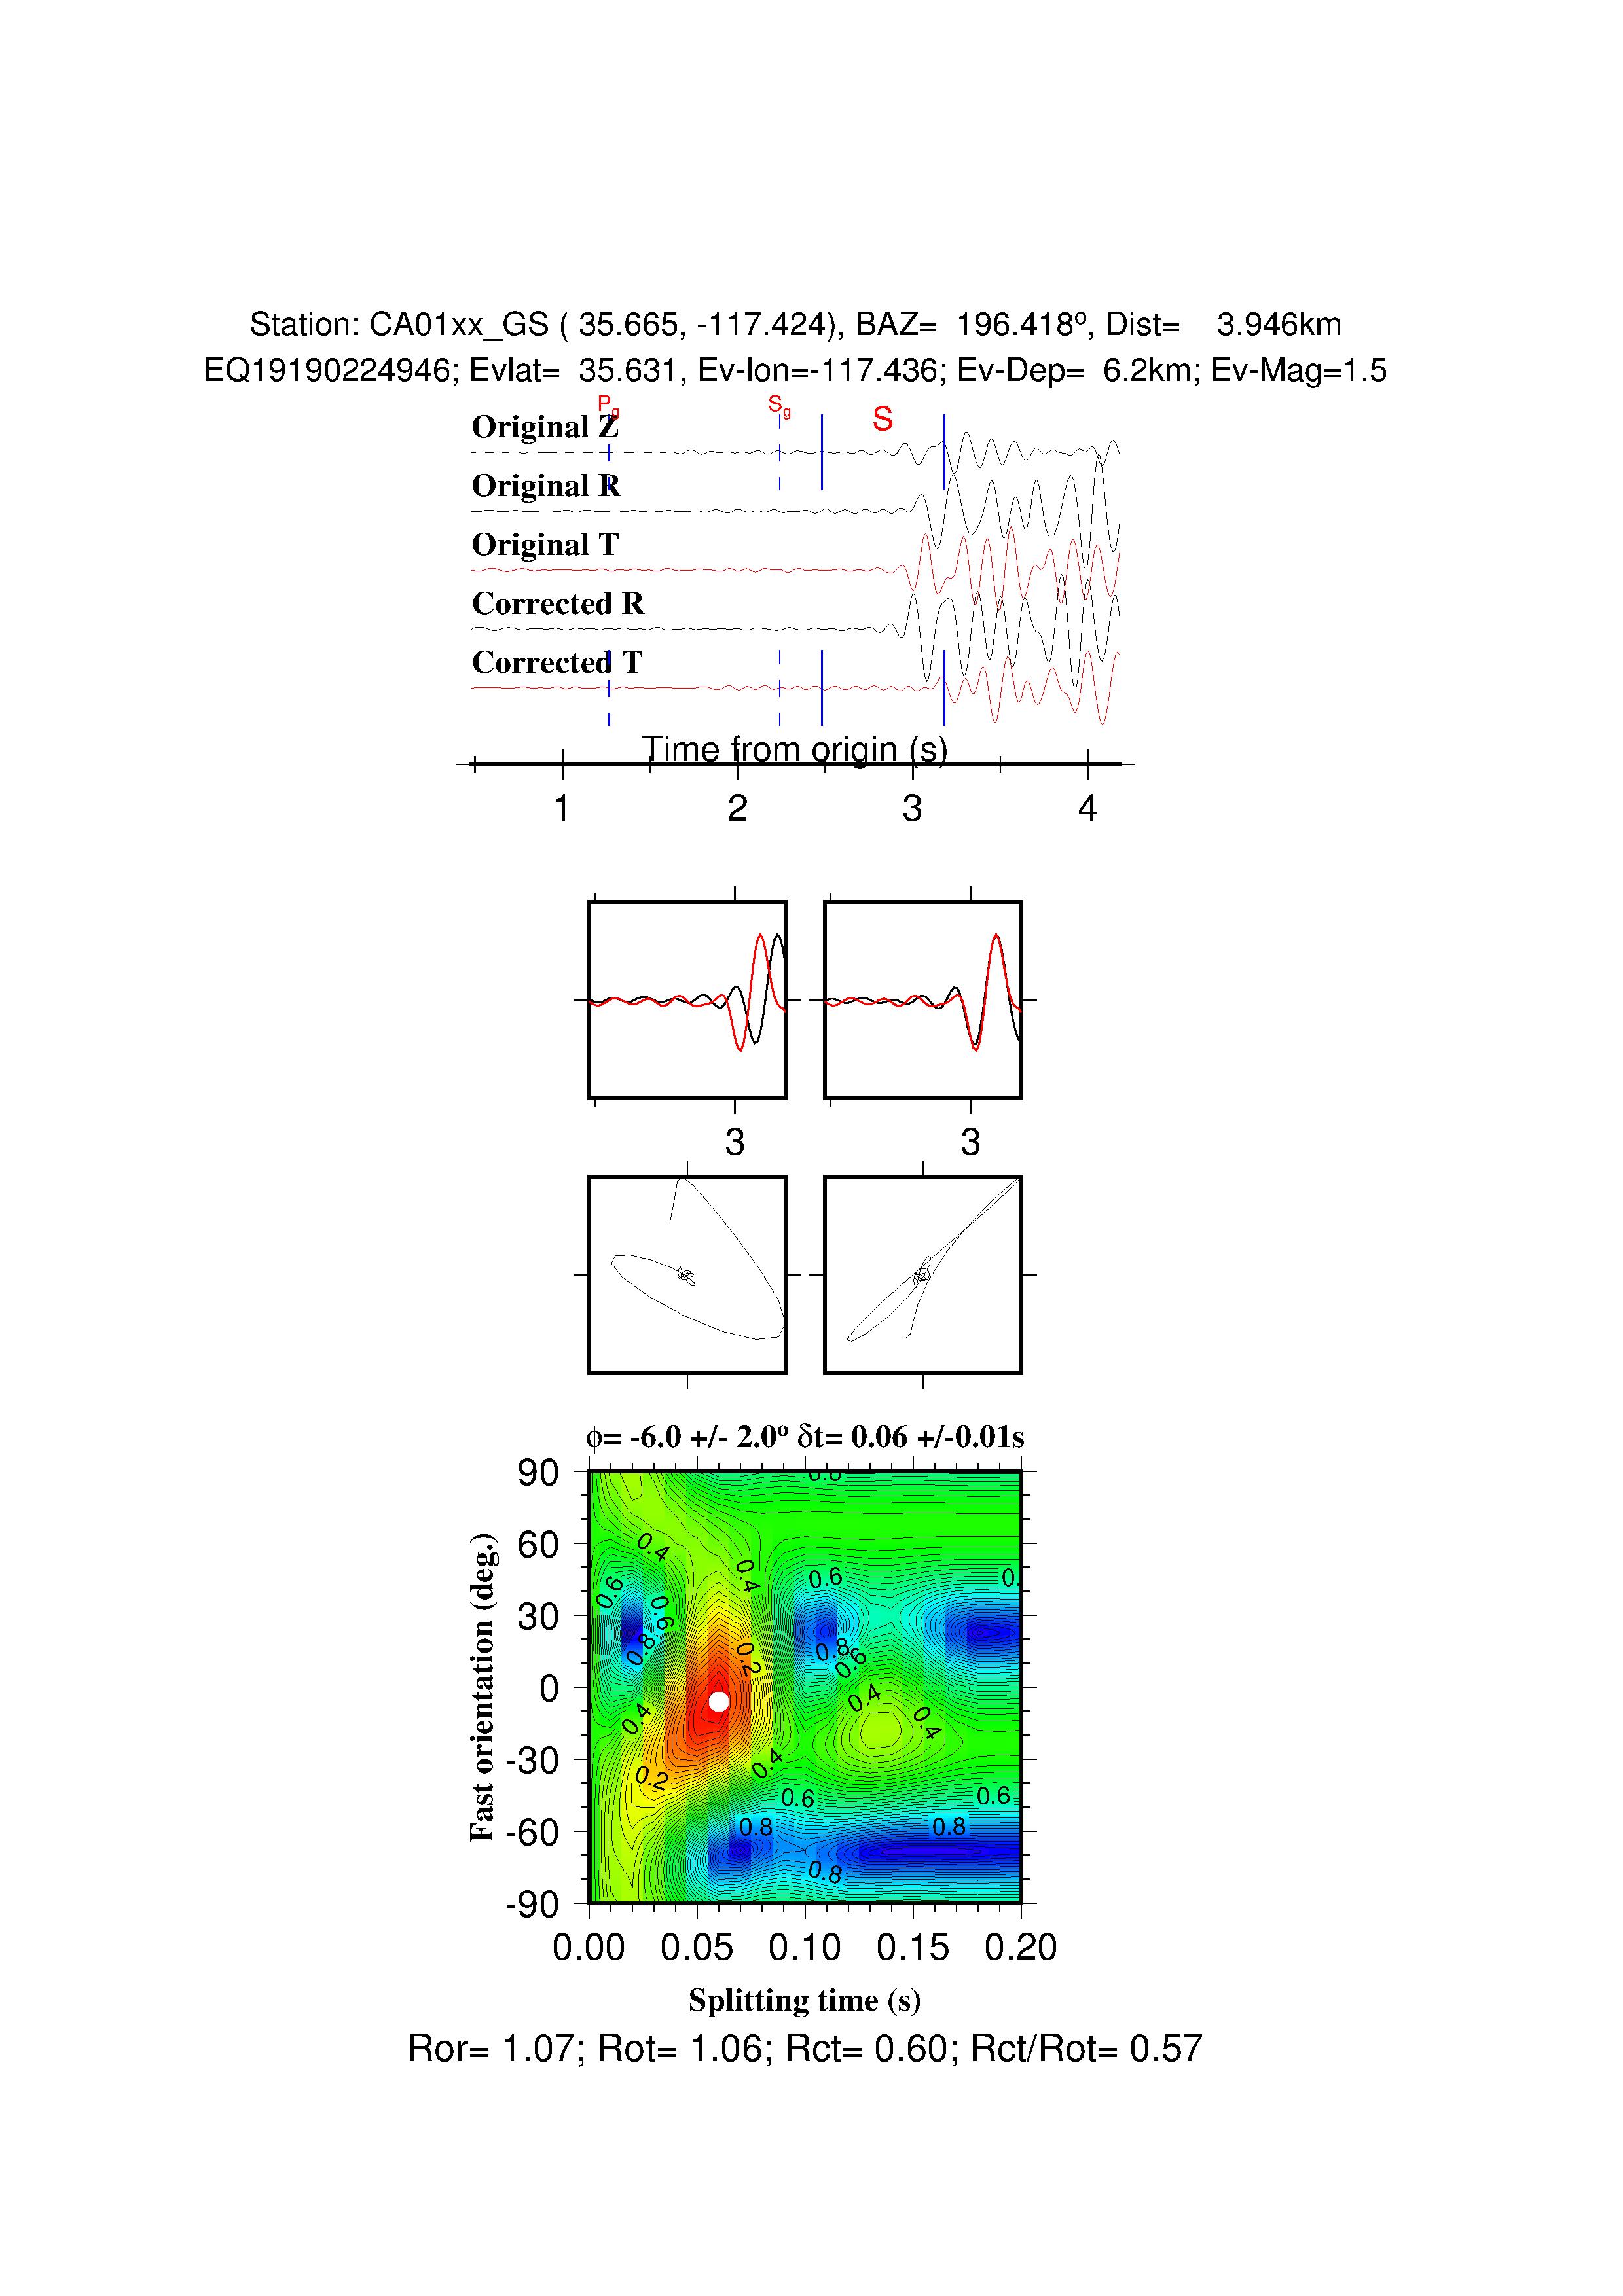 Station: CA01xx_GS ( 35.665, -117.424), BAZ= 196.418º, Dist= 3.946km
EQ19190224946; Evlat= 35.631, Ev-lon=-117.436; Ev-Dep= 6.2km; Ev-Mag=1.5
Pg Sg S
Original Z
Original R
Original T
Corrected R
Corrected T
Time from origin (s)
1 2 3 4
3 3
ϕ= -6.0 +/- 2.0º δt= 0.06 +/-0.01s
90
60
30
0
-30
-60
-90
Fast orientation (deg.)
0.6
0.4
0.4
0.6
0.6
0.6
0.
0.8
0.8
0.6
0.2
0.4
0.4
0.4
0.4
0.2
0.6
0.6
0.8
0.8
0.8
0.00 0.05 0.10 0.15 0.20
Splitting time (s)
Ror= 1.07; Rot= 1.06; Rct= 0.60; Rct/Rot= 0.57